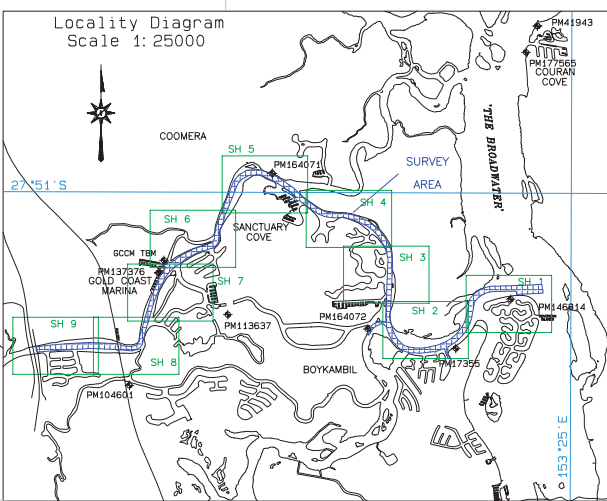 Locality Diagram
Scale 1:25000
PM41943
PM177565
COURAN
COVE
'THE BROADWATER'
COOMERA
SH 5
PM164071
SURVEY
AREA
27°51'S
SH 4
SH 6
SANCTUARY
COVE
GCCM TBM
PM137376
GOLD COAST
MARINA
SH 3
SH 7
SH 1
PM146814
SH 2
PM113637
PM164072
SH 9
SH 8
PM17355
BOYKAMBIL
PM104601
153°25'E